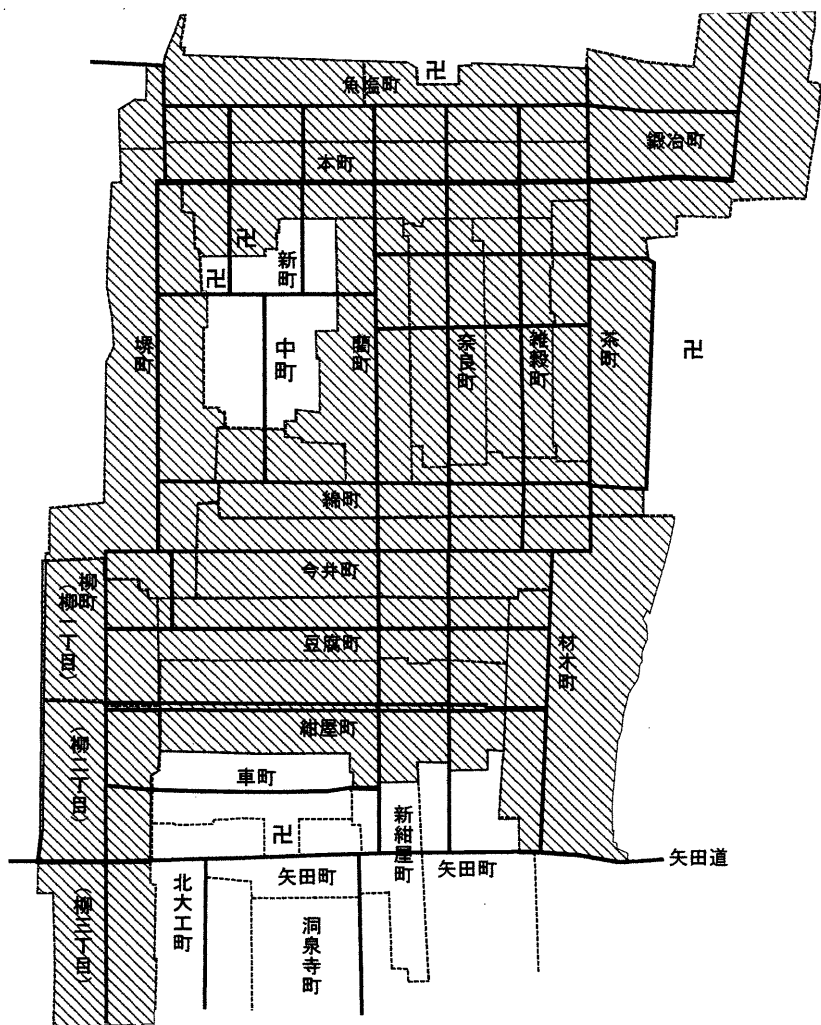 卍
魚塩町
鍛冶町
本町
卍
新町
卍
堺町
中町
藺町
奈良町
雑穀町
茶町
卍
綿町
今井町
柳町
(柳一丁目)
豆腐町
材木町
紺屋町
(柳二丁目)
車町
卍
新紺屋町
矢田道
矢田町
矢田町
北大工町
洞泉寺町
(柳三丁目)